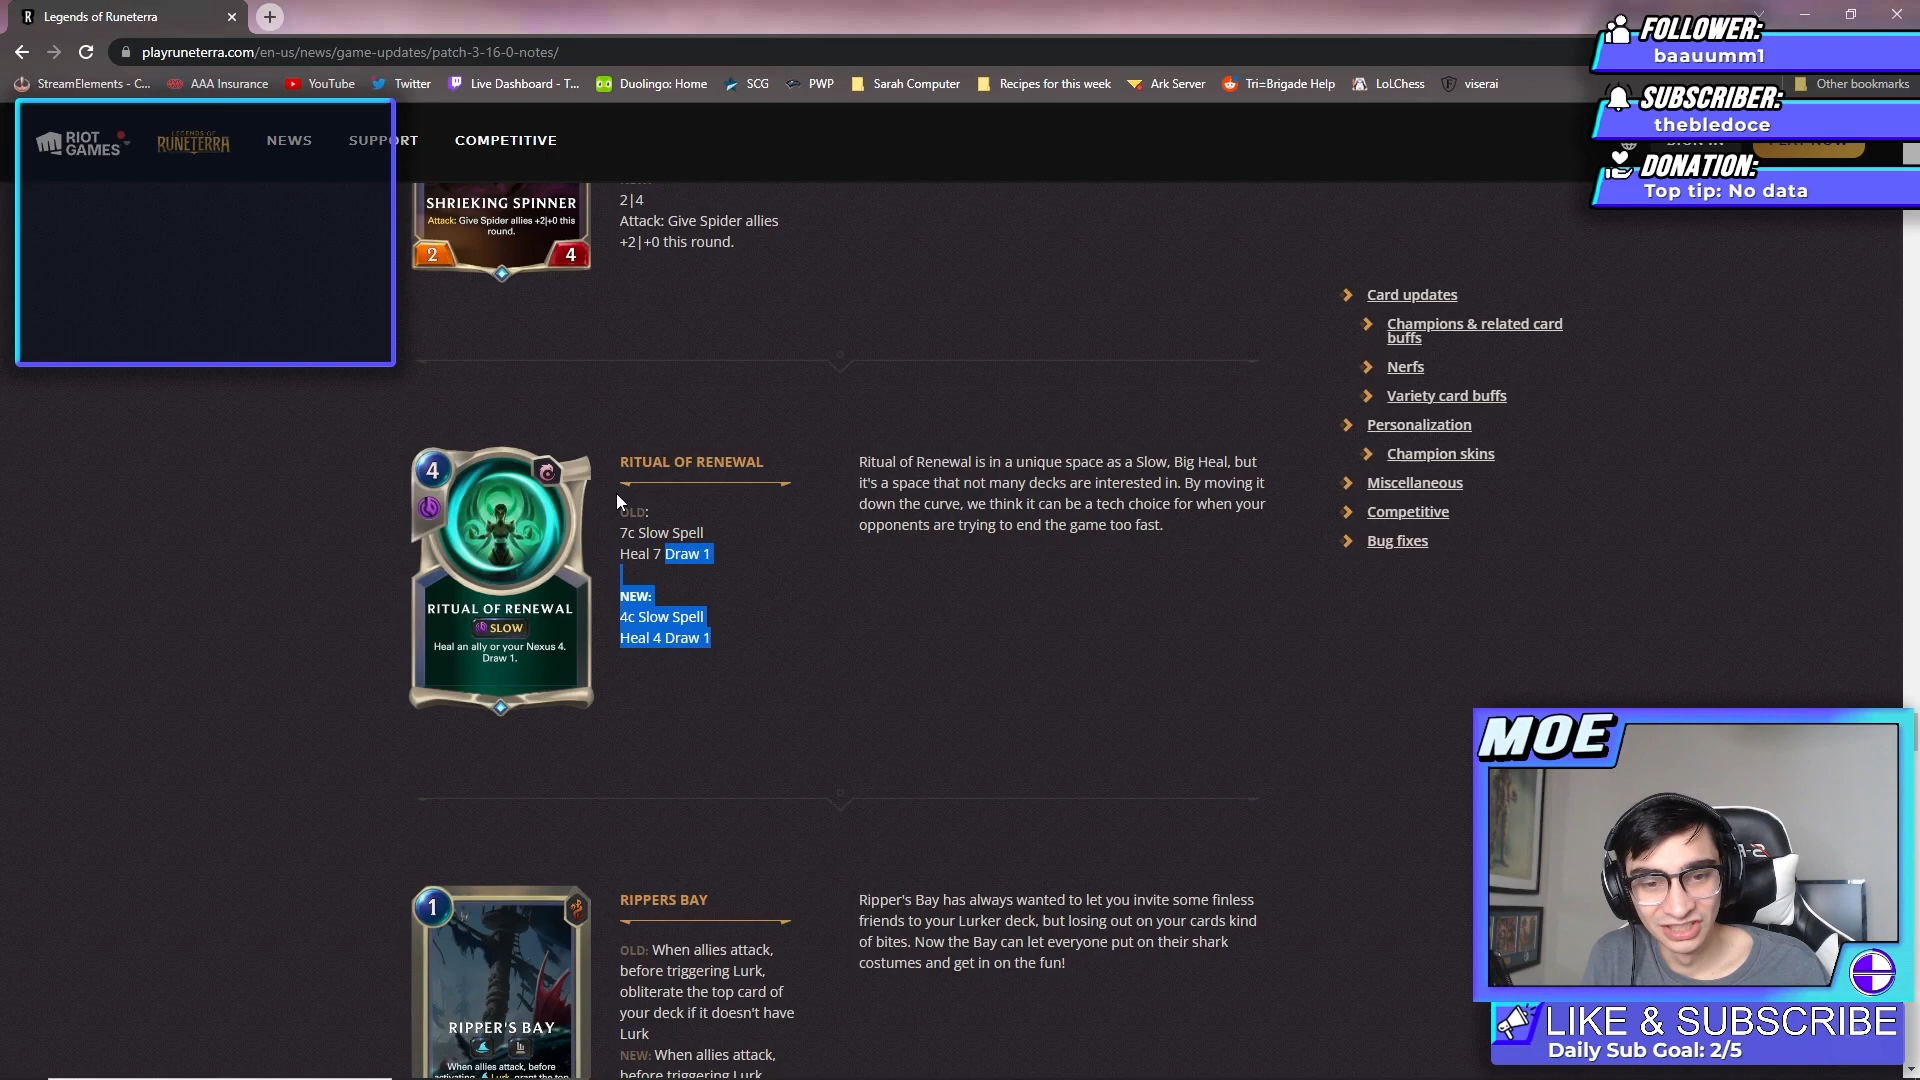 Legends of Runeterra
playruneterra.com/en-us/news/game-updates/patch-3-16-0-notes/
StreamElements - C... AAA Insurance YouTube Twitter Live Dashboard - T... Duolingo: Home SCG PWP Sarah Computer Recipes for this week Ark Server Tri=Brigade Help LoLChess viserai Other bookmarks
FOLLOWER:
baauumm1
SUBSCRIBER:
thebledoce
DONATION:
Top tip: No data
RIOT GAMES
LEGENDS OF RUNETERRA
NEWS SUPPORT COMPETITIVE
SIGN IN
SHRIEKING SPINNER
Attack: Give Spider allies +2|+0 this
round.
2 4
2|4
Attack: Give Spider allies
+2|+0 this round.
Card updates
Champions & related card
buffs
Nerfs
Variety card buffs
Personalization
Champion skins
Miscellaneous
Competitive
Bug fixes
4
RITUAL OF RENEWAL
SLOW
Heal an ally or your Nexus 4.
Draw 1.
RITUAL OF RENEWAL
OLD:
7c Slow Spell
Heal 7 Draw 1
NEW:
4c Slow Spell
Heal 4 Draw 1
Ritual of Renewal is in a unique space as a Slow, Big Heal, but
it's a space that not many decks are interested in. By moving it
down the curve, we think it can be a tech choice for when your
opponents are trying to end the game too fast.
1
RIPPER'S BAY
When allies attack, before
RIPPERS BAY
OLD: When allies attack,
before triggering Lurk,
obliterate the top card of
your deck if it doesn't have
Lurk
NEW: When allies attack,
before triggering Lurk,
Ripper's Bay has always wanted to let you invite some finless
friends to your Lurker deck, but losing out on your cards kind
of bites. Now the Bay can let everyone put on their shark
costumes and get in on the fun!
MOE
LIKE & SUBSCRIBE
Daily Sub Goal: 2/5